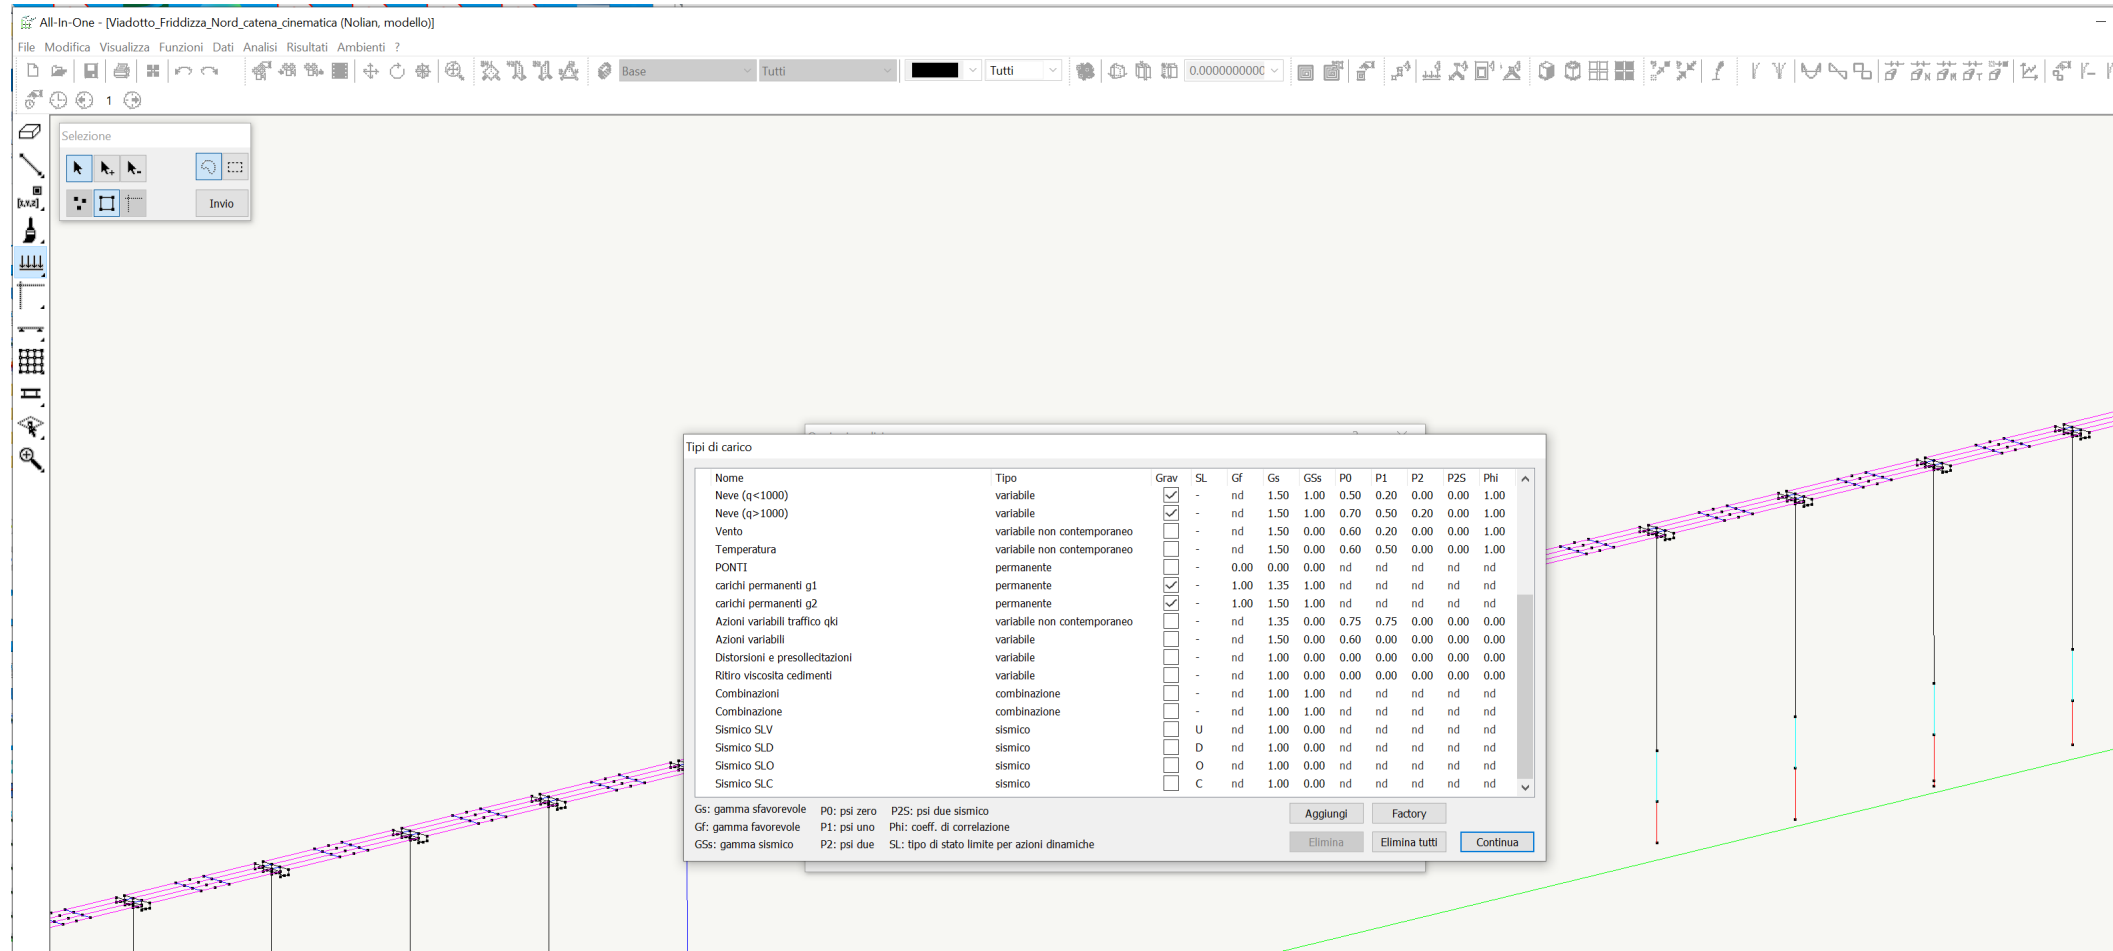 All-In-One - [Viadotto_Friddizza_Nord_catena_cinematica (Nolian, modello)]
File Modifica Visualizza Funzioni Dati Analisi Risultati Ambienti ?
Base Tutti Tutti 0.0000000000
1
Selezione
[x,y,z]
Invio
Tipi di carico
Nome Tipo Grav SL Gf Gs GSs P0 P1 P2 P2S Phi
Neve (q<1000) variabile - nd 1.50 1.00 0.50 0.20 0.00 0.00 1.00
Neve (q>1000) variabile - nd 1.50 1.00 0.70 0.50 0.20 0.00 1.00
Vento variabile non contemporaneo - nd 1.50 0.00 0.60 0.20 0.00 0.00 1.00
Temperatura variabile non contemporaneo - nd 1.50 0.00 0.60 0.50 0.00 0.00 1.00
PONTI permanente - 0.00 0.00 0.00 nd nd nd nd nd
carichi permanenti g1 permanente - 1.00 1.35 1.00 nd nd nd nd nd
carichi permanenti g2 permanente - 1.00 1.50 1.00 nd nd nd nd nd
Azioni variabili traffico qki variabile non contemporaneo - nd 1.35 0.00 0.75 0.75 0.00 0.00 0.00
Azioni variabili variabile - nd 1.50 0.00 0.60 0.00 0.00 0.00 0.00
Distorsioni e presollecitazioni variabile - nd 1.00 0.00 0.00 0.00 0.00 0.00 0.00
Ritiro viscosita cedimenti variabile - nd 1.00 0.00 0.00 0.00 0.00 0.00 0.00
Combinazioni combinazione - nd 1.00 1.00 nd nd nd nd nd
Combinazione combinazione - nd 1.00 1.00 nd nd nd nd nd
Sismico SLV sismico U nd 1.00 0.00 nd nd nd nd nd
Sismico SLD sismico D nd 1.00 0.00 nd nd nd nd nd
Sismico SLO sismico O nd 1.00 0.00 nd nd nd nd nd
Sismico SLC sismico C nd 1.00 0.00 nd nd nd nd nd
Gs: gamma sfavorevole P0: psi zero P2S: psi due sismico
Gf: gamma favorevole P1: psi uno Phi: coeff. di correlazione
GSs: gamma sismico P2: psi due SL: tipo di stato limite per azioni dinamiche
Aggiungi Factory
Elimina Elimina tutti Continua